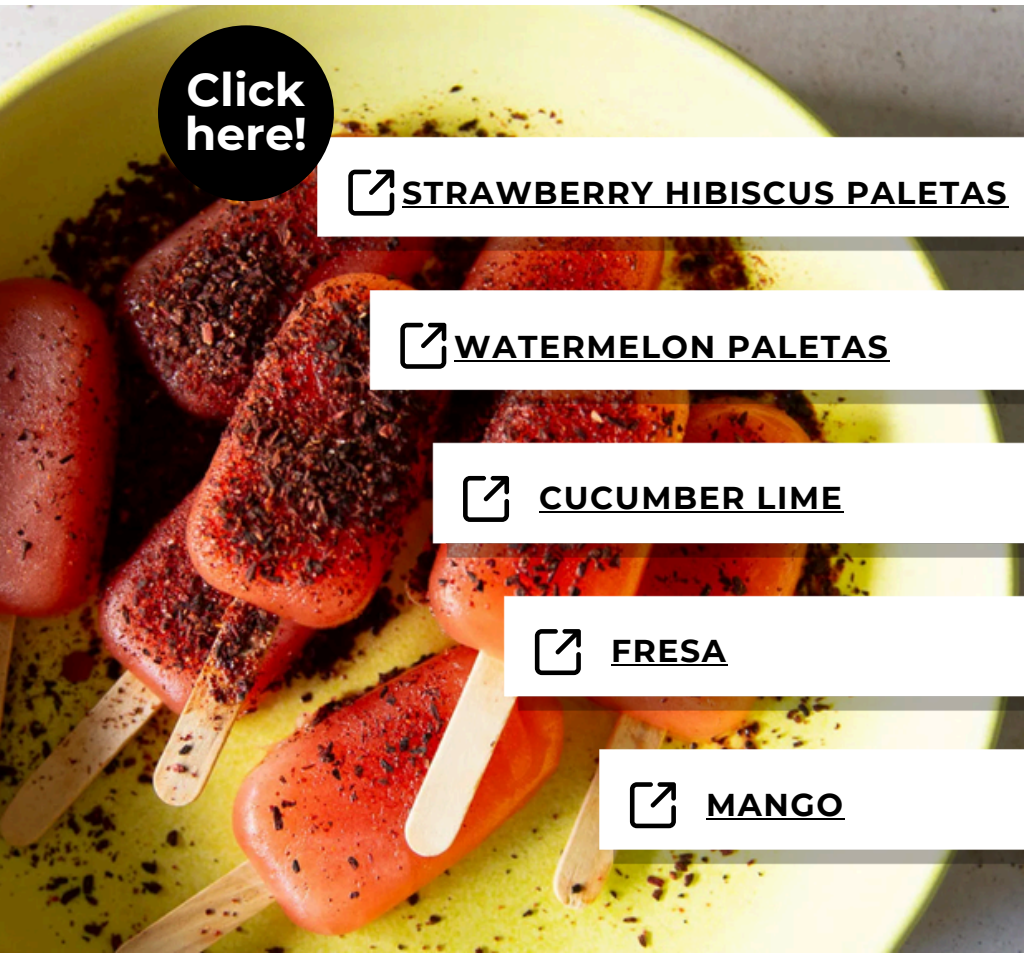 Click
here!
STRAWBERRY HIBISCUS PALETAS
WATERMELON PALETAS
CUCUMBER LIME
FRESA
MANGO